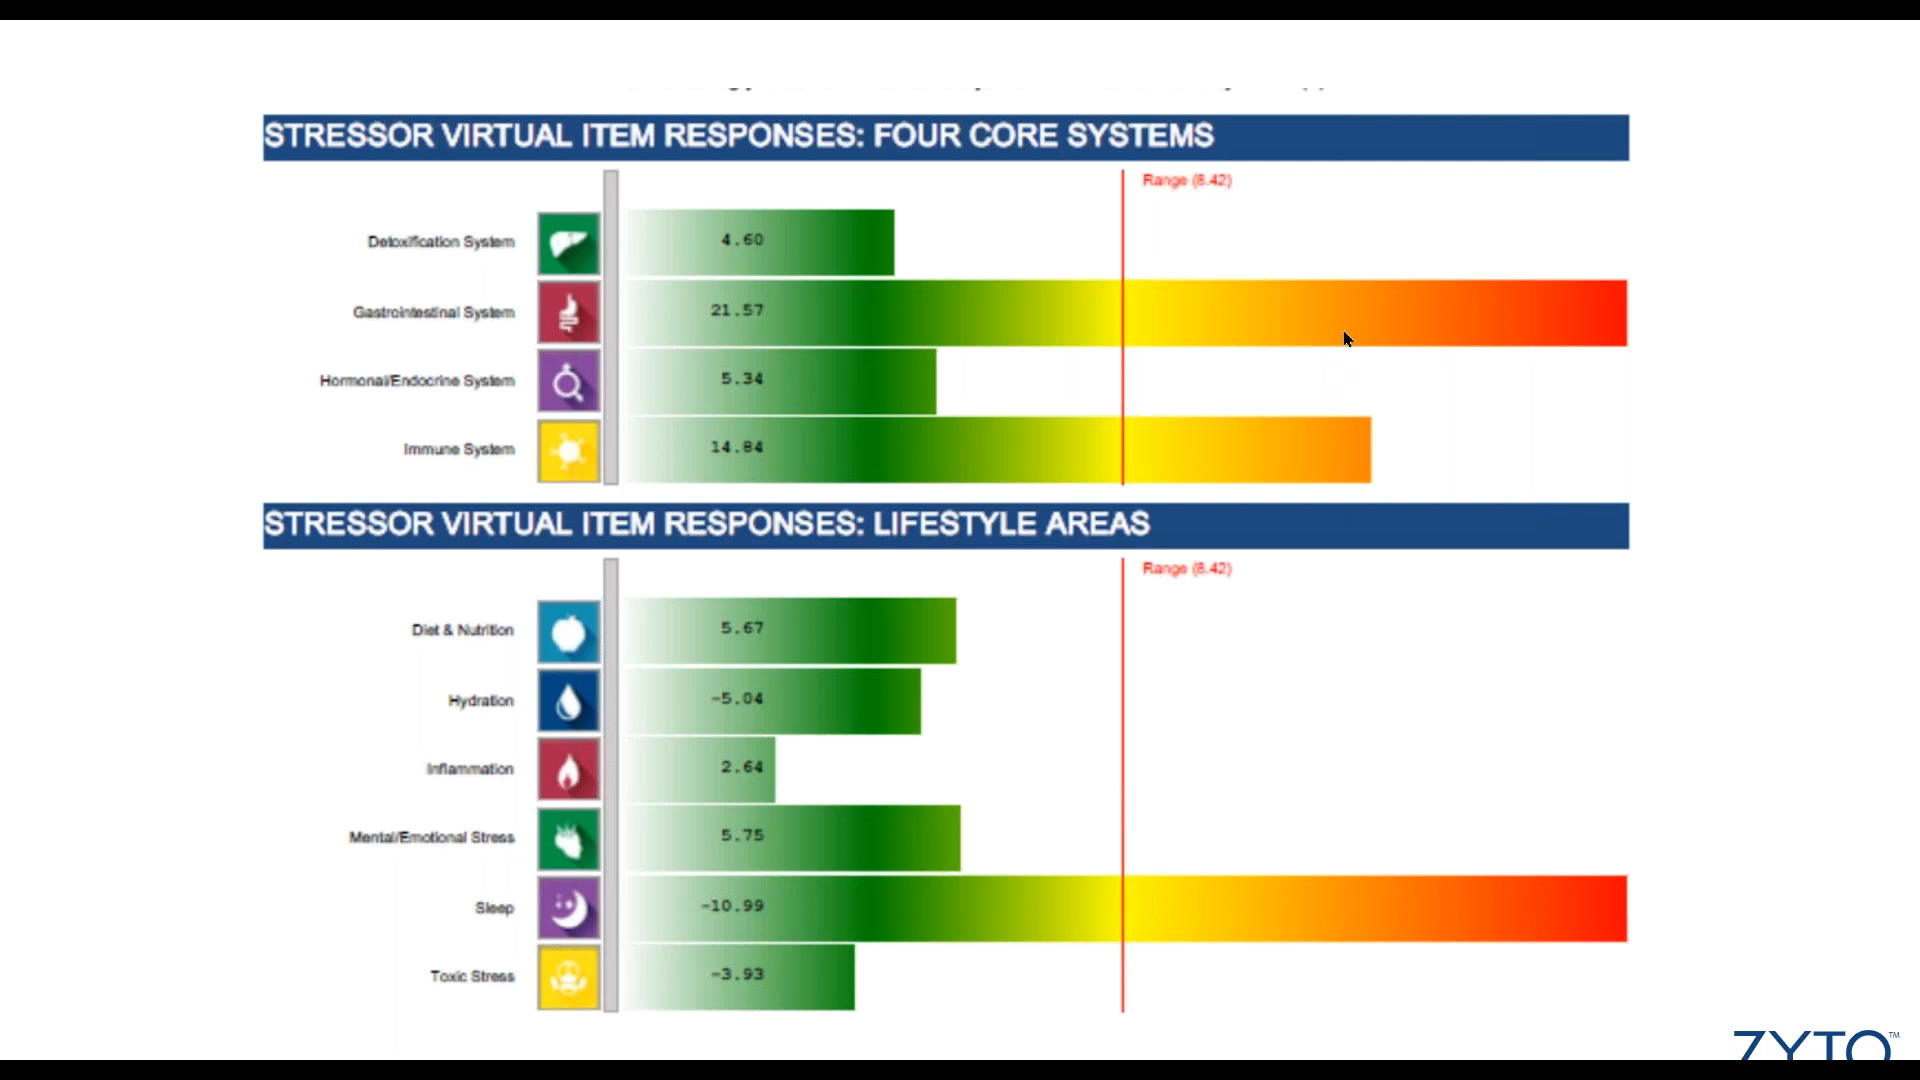 STRESSOR VIRTUAL ITEM RESPONSES: FOUR CORE SYSTEMS
Range (8.42)
Detoxification System 4.60
Gastrointestinal System 21.57
Hormonal/Endocrine System 5.34
Immune System 14.84
STRESSOR VIRTUAL ITEM RESPONSES: LIFESTYLE AREAS
Range (8.42)
Diet & Nutrition 5.67
Hydration -5.04
Inflammation 2.64
Mental/Emotional Stress 5.75
Sleep -10.99
Toxic Stress -3.93
ZYTO™